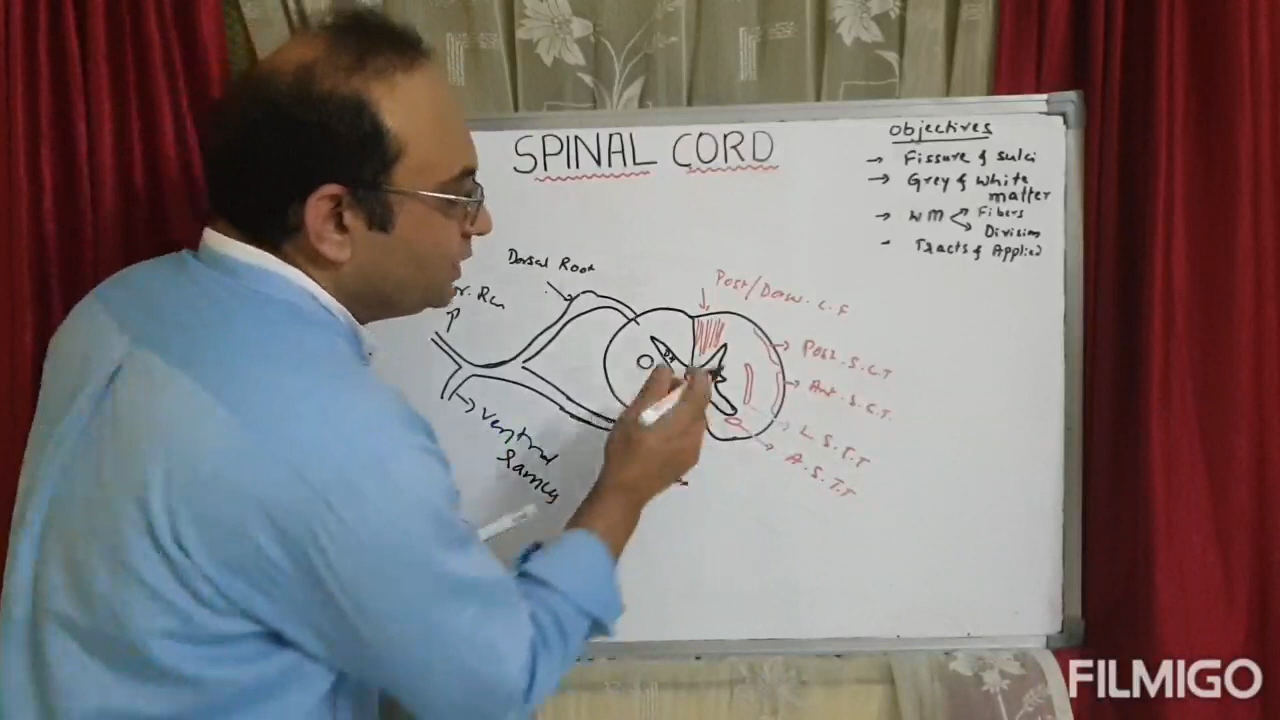 SPINAL CORD
Objectives
→ Fissure & sulci
→ Grey & white
matter
→ WM
Fibers
Division
- Tracts & Applied
Dorsal Root
Post/Dorsal. C. F
Post. S.C.T
Ant. S.C.T.
L. S. T. T
A. S. T. T
Ventral
Ramus
FILMIGO